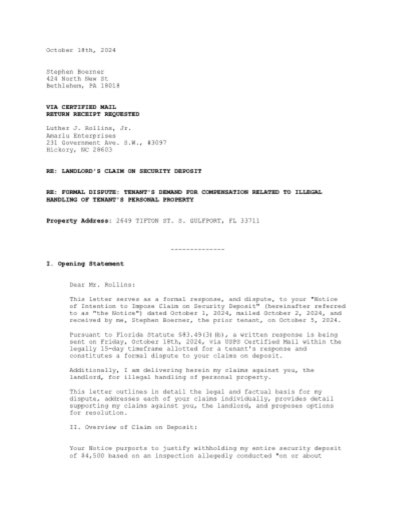 October 18th, 2024
Stephen Boerner
424 North New St
Bethlehem, PA 18018
VIA CERTIFIED MAIL
RETURN RECEIPT REQUESTED
Luther J. Rollins, Jr.
Amarlu Enterprises
231 Government Ave. S.W., #3097
Hickory, NC 28603
RE: LANDLORD'S CLAIM ON SECURITY DEPOSIT
RE: FORMAL DISPUTE: TENANT'S DEMAND FOR COMPENSATION RELATED TO ILLEGAL
HANDLING OF TENANT'S PERSONAL PROPERTY
Property Address: 2649 TIFTON ST. S. GULFPORT, FL 33711
--------------
I. Opening Statement
Dear Mr. Rollins:
This letter serves as a formal response, and dispute, to your "Notice
of Intention to Impose Claim on Security Deposit" (hereinafter referred
to as "the Notice") dated October 1, 2024, mailed October 2, 2024, and
received by me, Stephen Boerner, the prior tenant, on October 5, 2024.
Pursuant to Florida Statute §83.49(3)(b), a written response is being
sent on Friday, October 18th, 2024, via USPS Certified Mail within the
legally 15-day timeframe allotted for a tenant's response and
constitutes a formal dispute to your claims on deposit.
Additionally, I am delivering herein my claims against you, the
landlord, for illegal handling of personal property.
This letter outlines in detail the legal and factual basis for my
dispute, addresses each of your claims individually, provides detail
supporting my claims against you, the landlord, and proposes options
for resolution.
II. Overview of Claim on Deposit:
Your Notice purports to justify withholding my entire security deposit
of $4,500 based on an inspection allegedly conducted "on or about